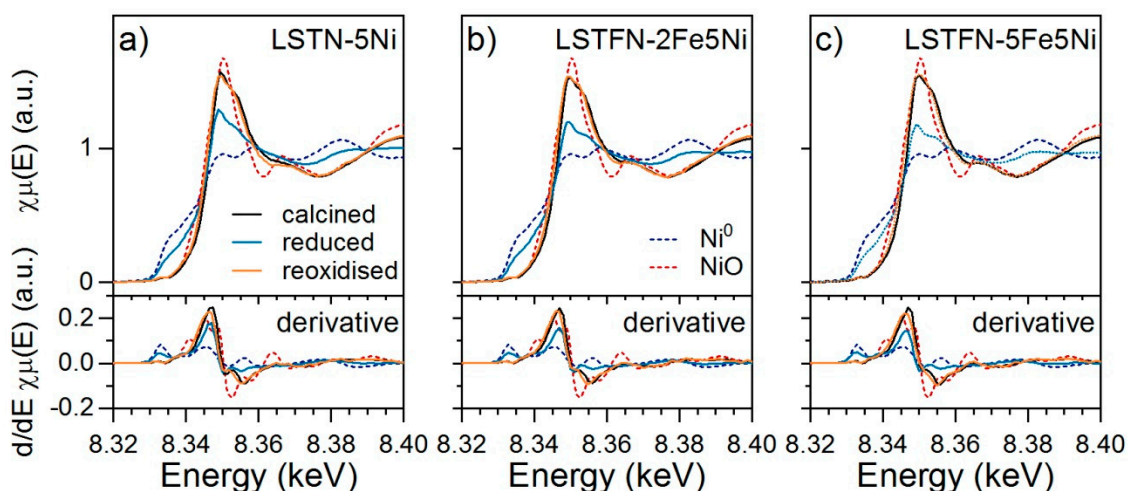 a) LSTN-5Ni
b) LSTFN-2Fe5Ni
c) LSTFN-5Fe5Ni
χμ(E) (a.u.)
1
0
calcined
reduced
reoxidised
Ni⁰
NiO
d/dE χμ(E) (a.u.)
0.2
0.0
-0.2
derivative
derivative
derivative
8.32 8.34 8.36 8.38 8.40
8.32 8.34 8.36 8.38 8.40
8.32 8.34 8.36 8.38 8.40
Energy (keV)
Energy (keV)
Energy (keV)